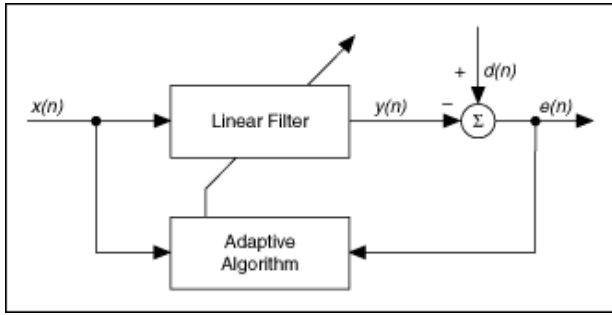 +
d(n)
x(n)
Linear Filter
y(n)
−
Σ
e(n)
Adaptive
Algorithm